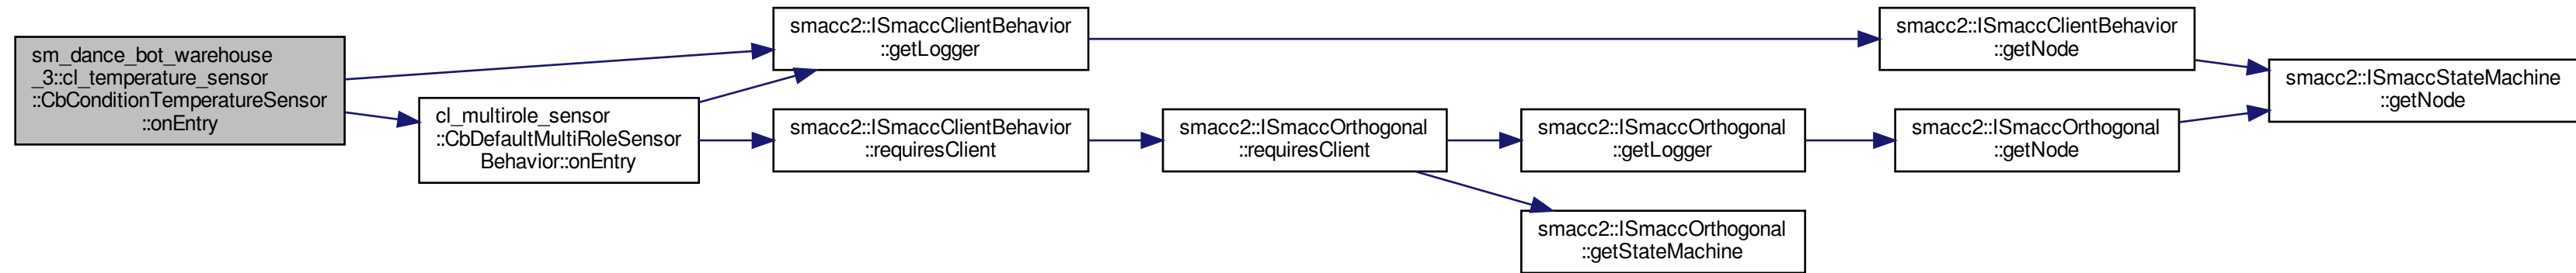 sm_dance_bot_warehouse
_3::cl_temperature_sensor
::CbConditionTemperatureSensor
::onEntry
smacc2::ISmaccClientBehavior
::getLogger
cl_multirole_sensor
::CbDefaultMultiRoleSensor
Behavior::onEntry
smacc2::ISmaccClientBehavior
::requiresClient
smacc2::ISmaccOrthogonal
::requiresClient
smacc2::ISmaccOrthogonal
::getLogger
smacc2::ISmaccOrthogonal
::getStateMachine
smacc2::ISmaccClientBehavior
::getNode
smacc2::ISmaccOrthogonal
::getNode
smacc2::ISmaccStateMachine
::getNode